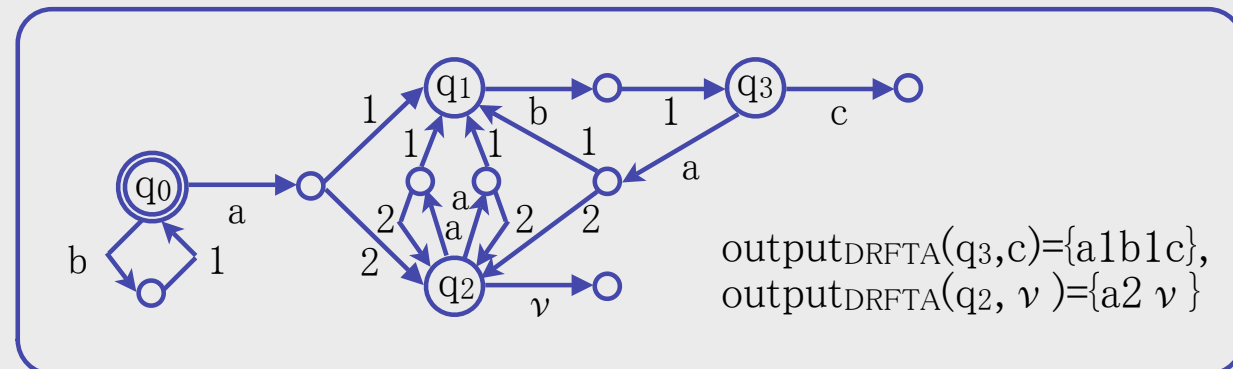 q1 b 1 q3 c
1
1 1 1 a
q0 a a 2 2 2
a
b 1 2 q2 ν
outputDRFTA(q3,c)={a1b1c},
outputDRFTA(q2, ν )={a2 ν }